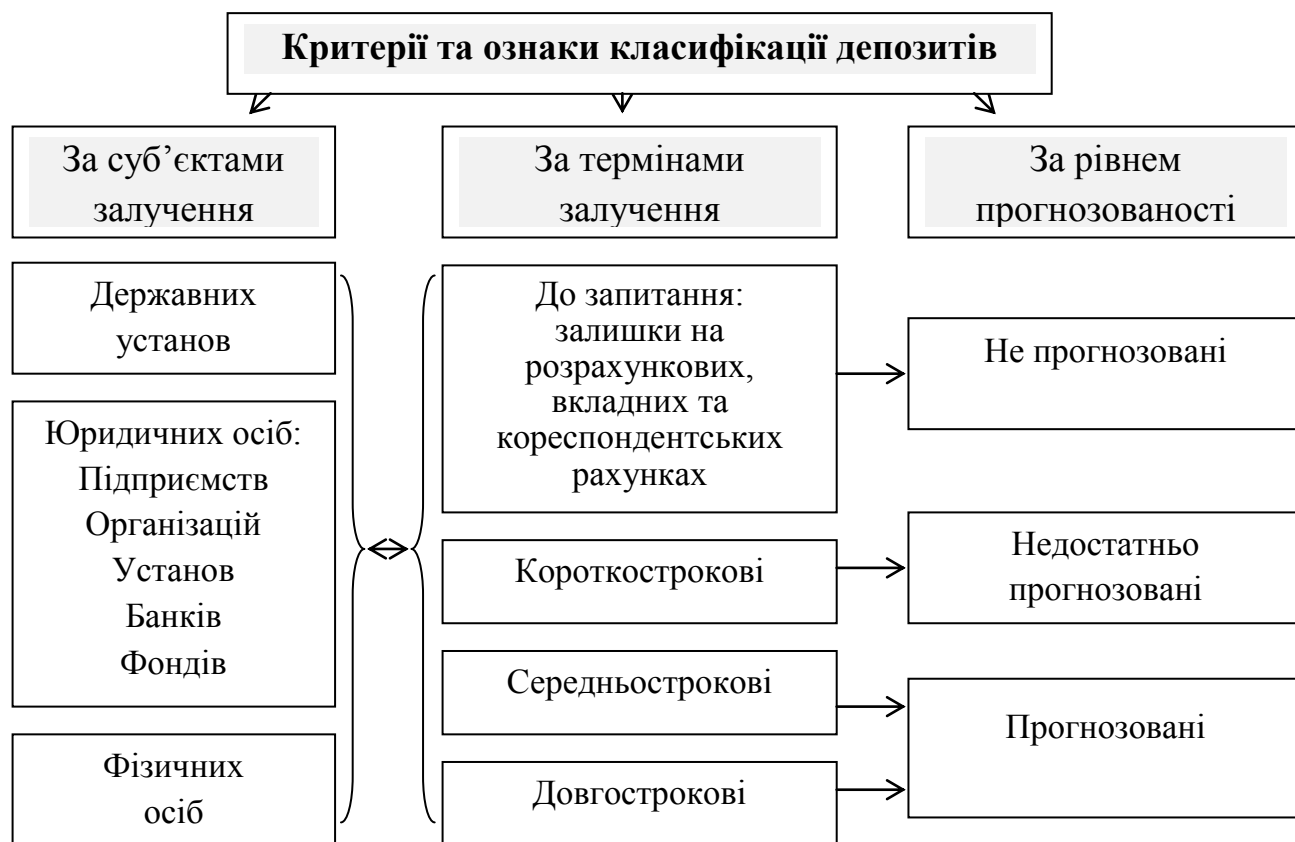 Критерії та ознаки класифікації депозитів
За суб’єктами
залучення
За термінами
залучення
За рівнем
прогнозованості
Державних
установ
Юридичних осіб:
Підприємств
Організацій
Установ
Банків
Фондів
Фізичних
осіб
До запитання:
залишки на
розрахункових,
вкладних та
кореспондентських
рахунках
Короткострокові
Середньострокові
Довгострокові
Не прогнозовані
Недостатньо
прогнозовані
Прогнозовані